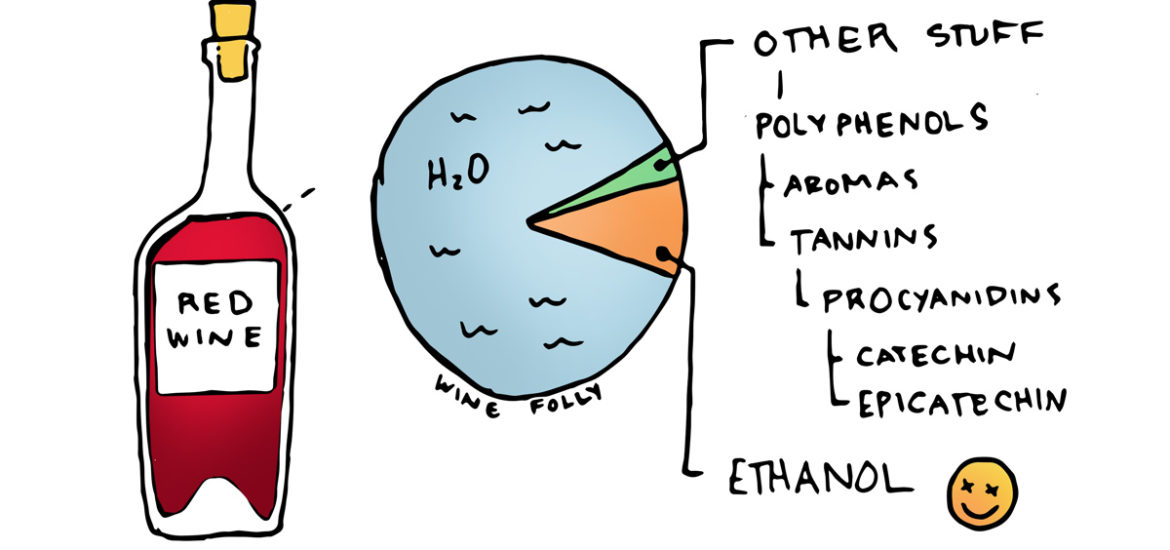 RED
WINE
H₂O
WINE FOLLY
OTHER STUFF
POLYPHENOLS
AROMAS
TANNINS
PROCYANIDINS
CATECHIN
EPICATECHIN
ETHANOL